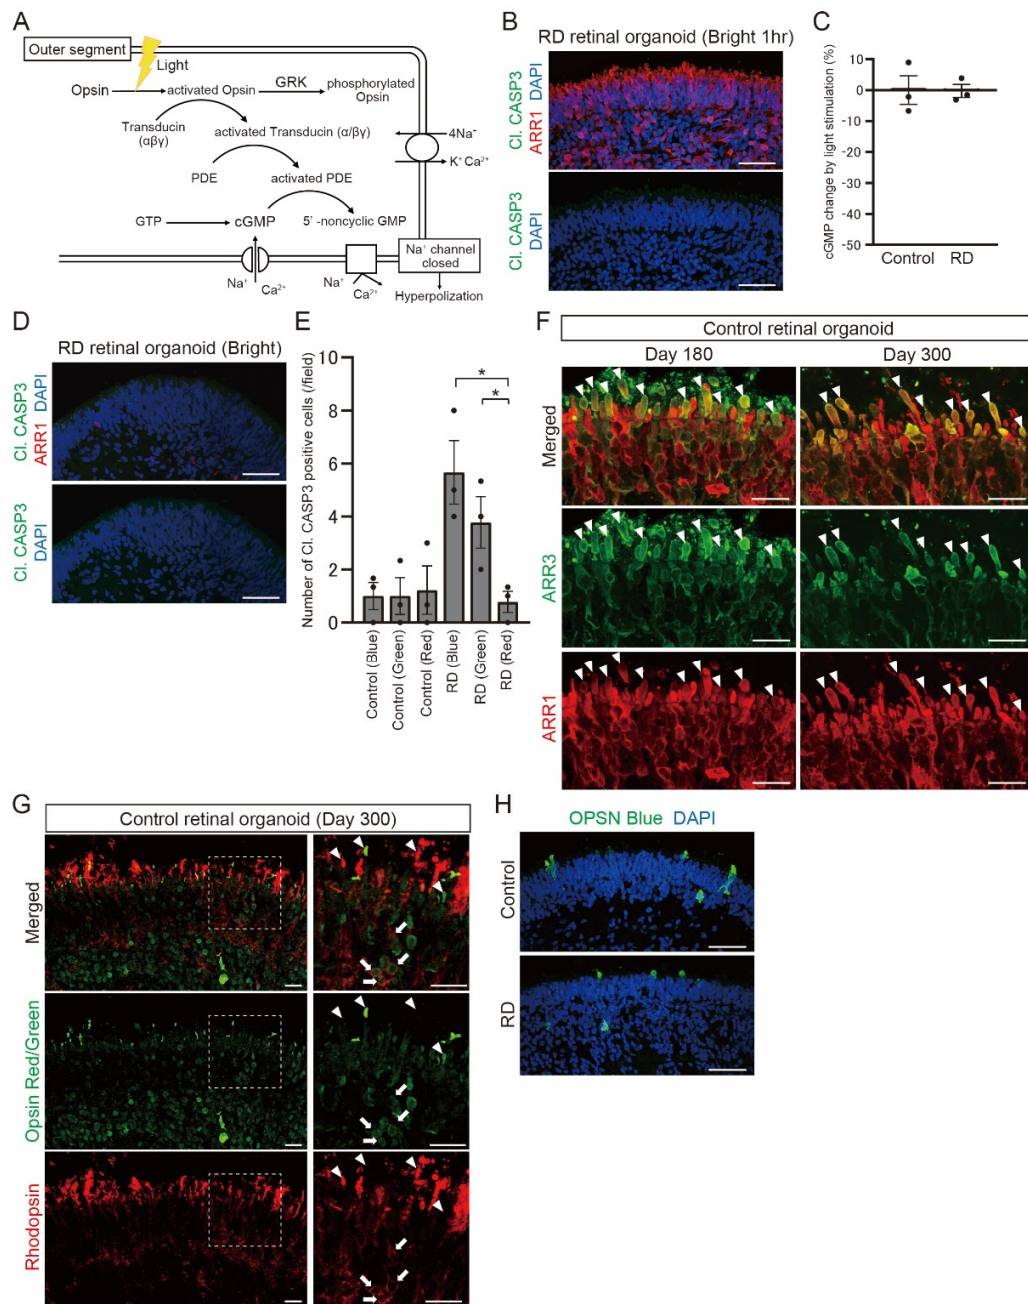 A
Outer segment
Light
Opsin
activated Opsin
GRK
phosphorylated
Opsin
Transducin
(αβγ)
activated Transducin (α/βγ)
4Na⁻
K⁺ Ca²⁺
PDE
activated PDE
GTP
cGMP
5' -noncyclic GMP
Na⁺
Ca²⁺
Na⁺
Ca²⁺
Na⁺ channel
closed
Hyperpolization
B
RD retinal organoid (Bright 1hr)
Cl. CASP3
ARR1 DAPI
Cl. CASP3
DAPI
C
cGMP change by light stimulation (%)
10
0
-10
-20
-30
-40
-50
Control
RD
D
RD retinal organoid (Bright)
Cl. CASP3
ARR1 DAPI
Cl. CASP3
DAPI
E
Number of Cl. CASP3 positive cells (/field)
10
8
6
4
2
0
*
*
Control (Blue)
Control (Green)
Control (Red)
RD (Blue)
RD (Green)
RD (Red)
F
Control retinal organoid
Day 180
Day 300
Merged
ARR3
ARR1
G
Control retinal organoid (Day 300)
Merged
Opsin Red/Green
Rhodopsin
H
OPSN Blue DAPI
Control
RD